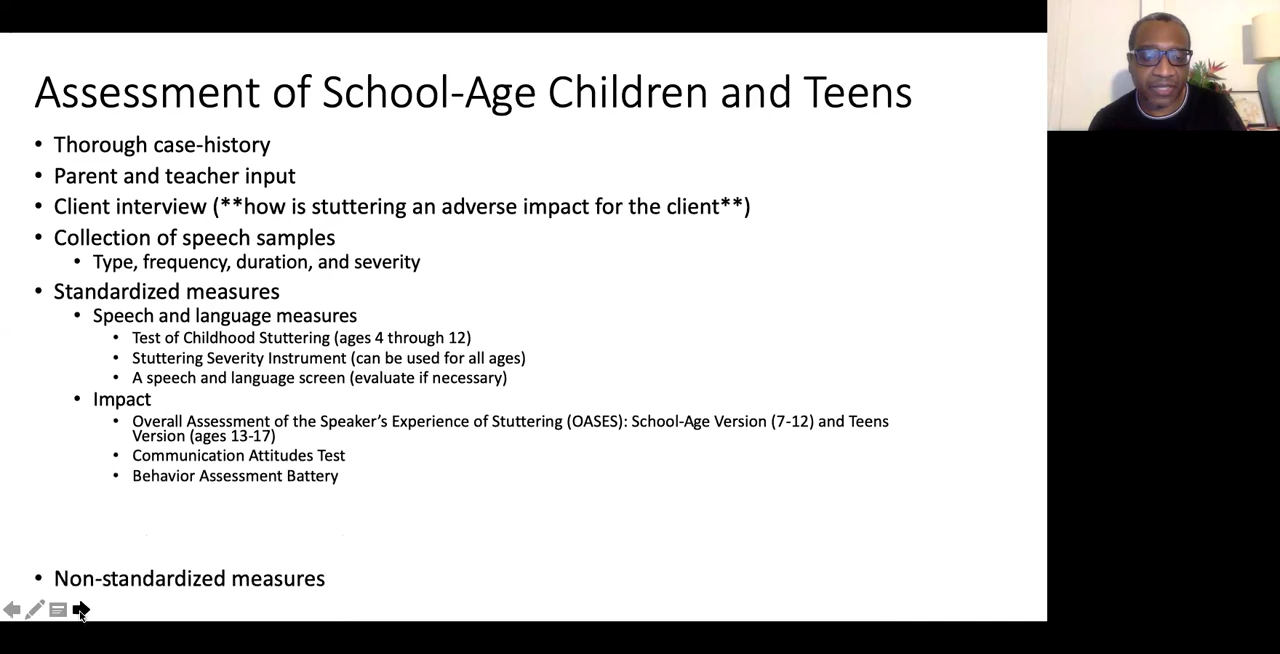 Assessment of School-Age Children and Teens
• Thorough case-history
• Parent and teacher input
• Client interview (**how is stuttering an adverse impact for the client**)
• Collection of speech samples
• Type, frequency, duration, and severity
• Standardized measures
• Speech and language measures
• Test of Childhood Stuttering (ages 4 through 12)
• Stuttering Severity Instrument (can be used for all ages)
• A speech and language screen (evaluate if necessary)
• Impact
• Overall Assessment of the Speaker’s Experience of Stuttering (OASES): School-Age Version (7-12) and Teens
Version (ages 13-17)
• Communication Attitudes Test
• Behavior Assessment Battery
• Non-standardized measures